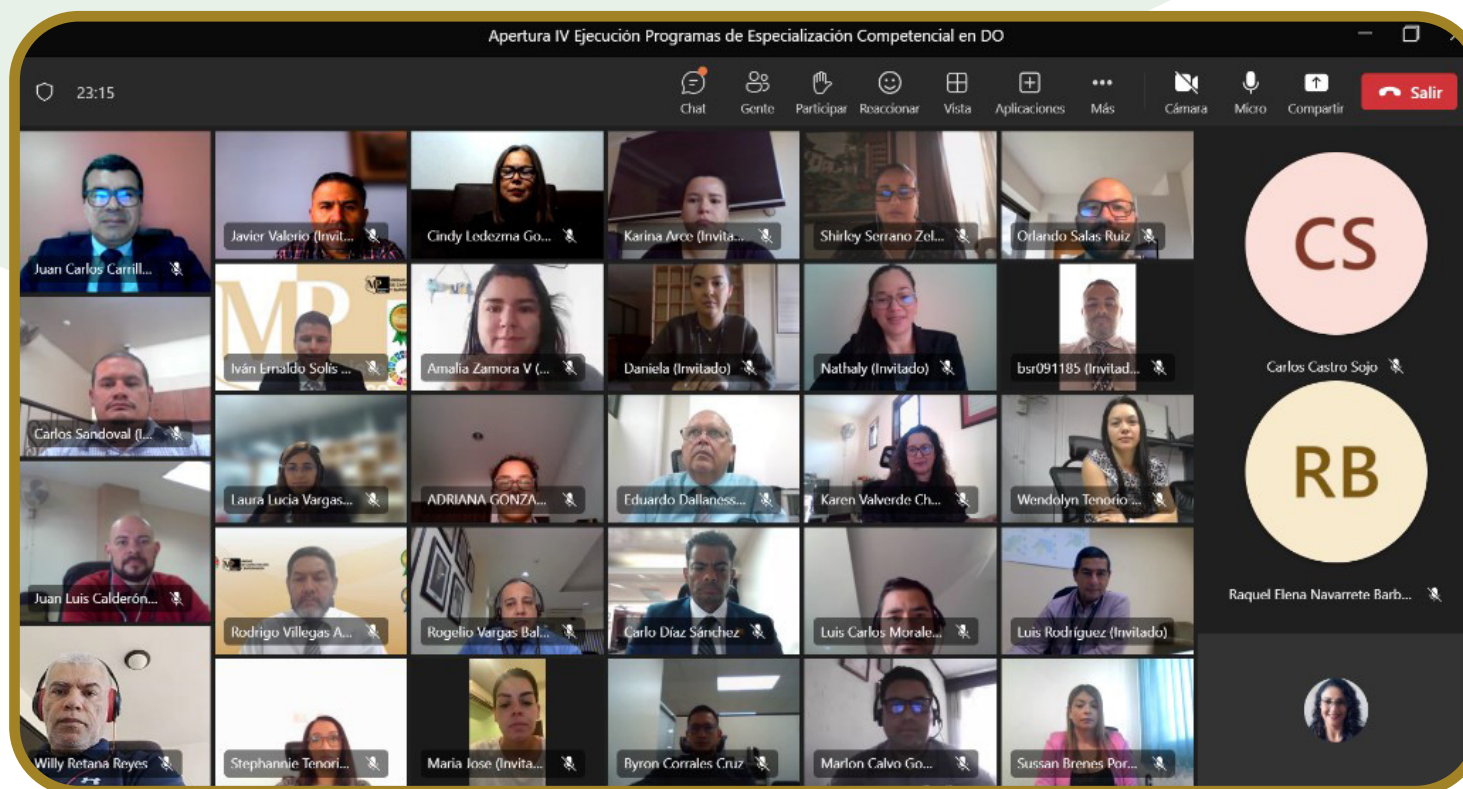 Apertura IV Ejecución Programas de Especialización Competencial en DO
23:15
Chat Gente Participar Reaccionar Vista Aplicaciones Más Cámara Micro Compartir Salir
Juan Carlos Carrill...
Javier Valerio (Invit...
Cindy Ledezma Go...
Karina Arce (Invita...
Shirley Serrano Zel...
Orlando Salas Ruiz
CS
Carlos Castro Sojo
MP
MP
Iván Ernaldo Solís ...
Amalia Zamora V (...
Daniela (Invitado)
Nathaly (Invitado)
bsr091185 (Invitad...
Carlos Sandoval (I...
Laura Lucia Vargas...
ADRIANA GONZA...
Eduardo Dallaness...
Karen Valverde Ch...
Wendolyn Tenorio ...
RB
Raquel Elena Navarrete Barb...
Juan Luis Calderón...
Rodrigo Villegas A...
Rogelio Vargas Bal...
Carlo Díaz Sánchez
Luis Carlos Morale...
Luis Rodríguez (Invitado)
Willy Retana Reyes
Stephannie Tenori...
Maria Jose (Invita...
Byron Corrales Cruz
Marlon Calvo Go...
Sussan Brenes Por...